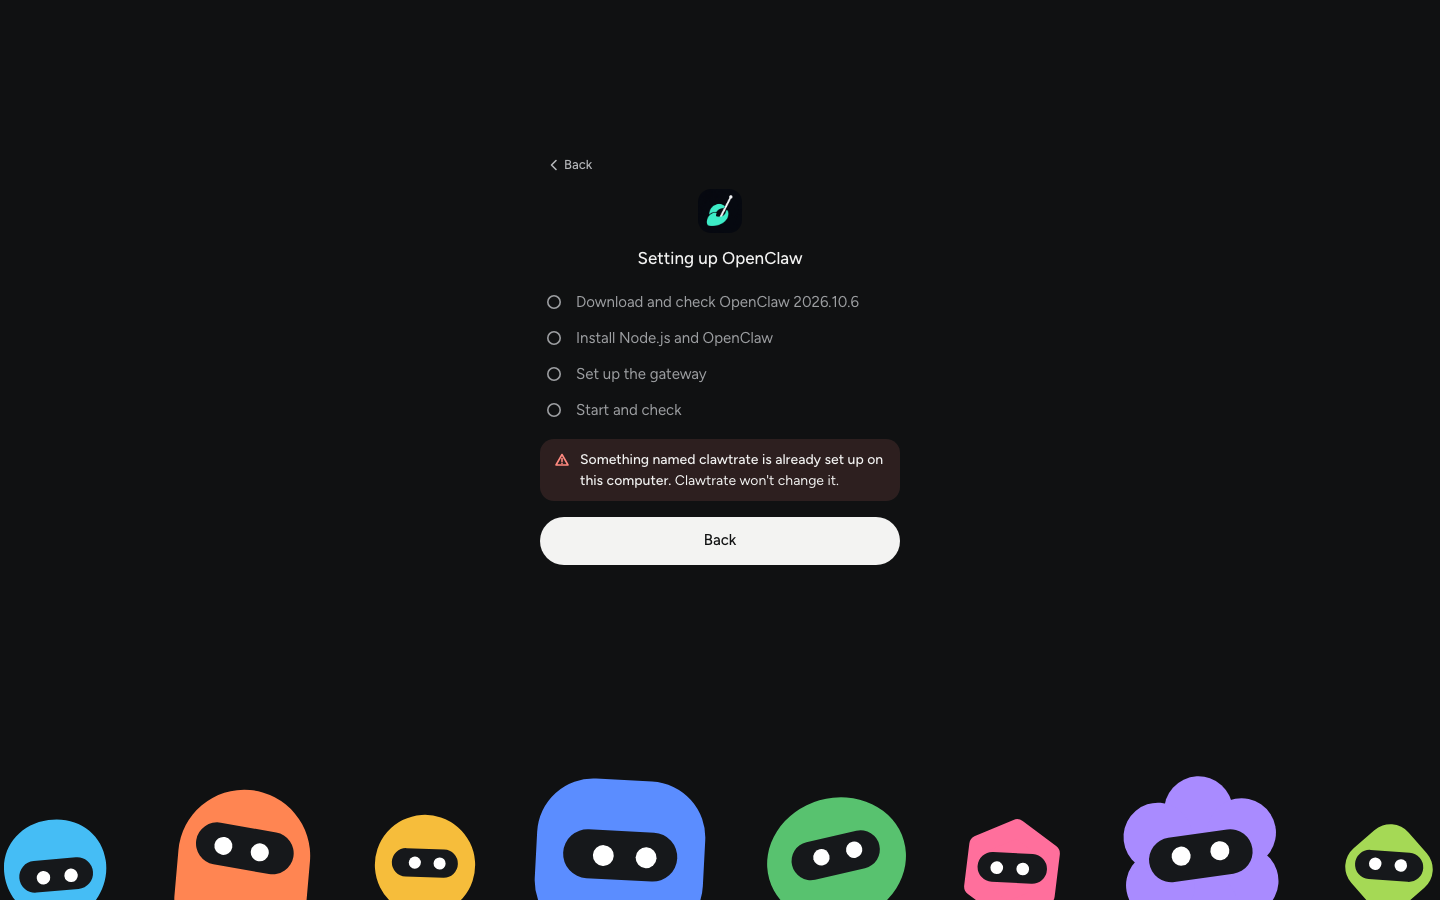 Back
Setting up OpenClaw
Download and check OpenClaw 2026.10.6
Install Node.js and OpenClaw
Set up the gateway
Start and check
Something named clawtrate is already set up on
this computer. Clawtrate won't change it.
Back